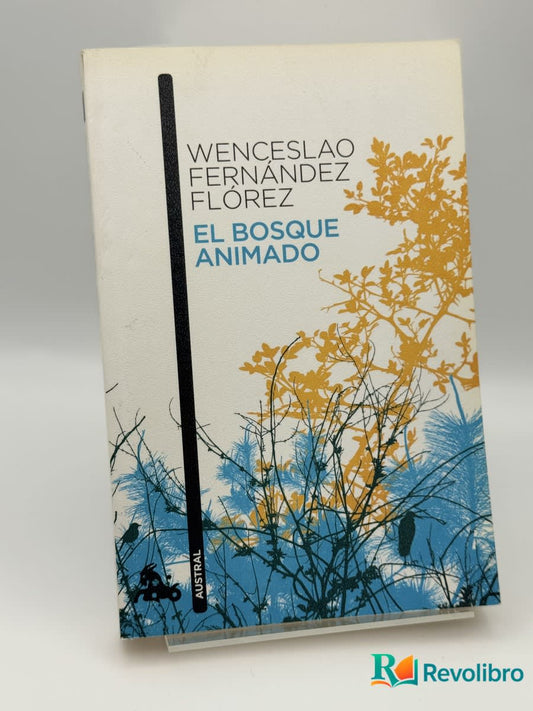 WENCESLAO
FERNÁNDEZ
FLÓREZ
EL BOSQUE
ANIMADO
AUSTRAL
Revolibro